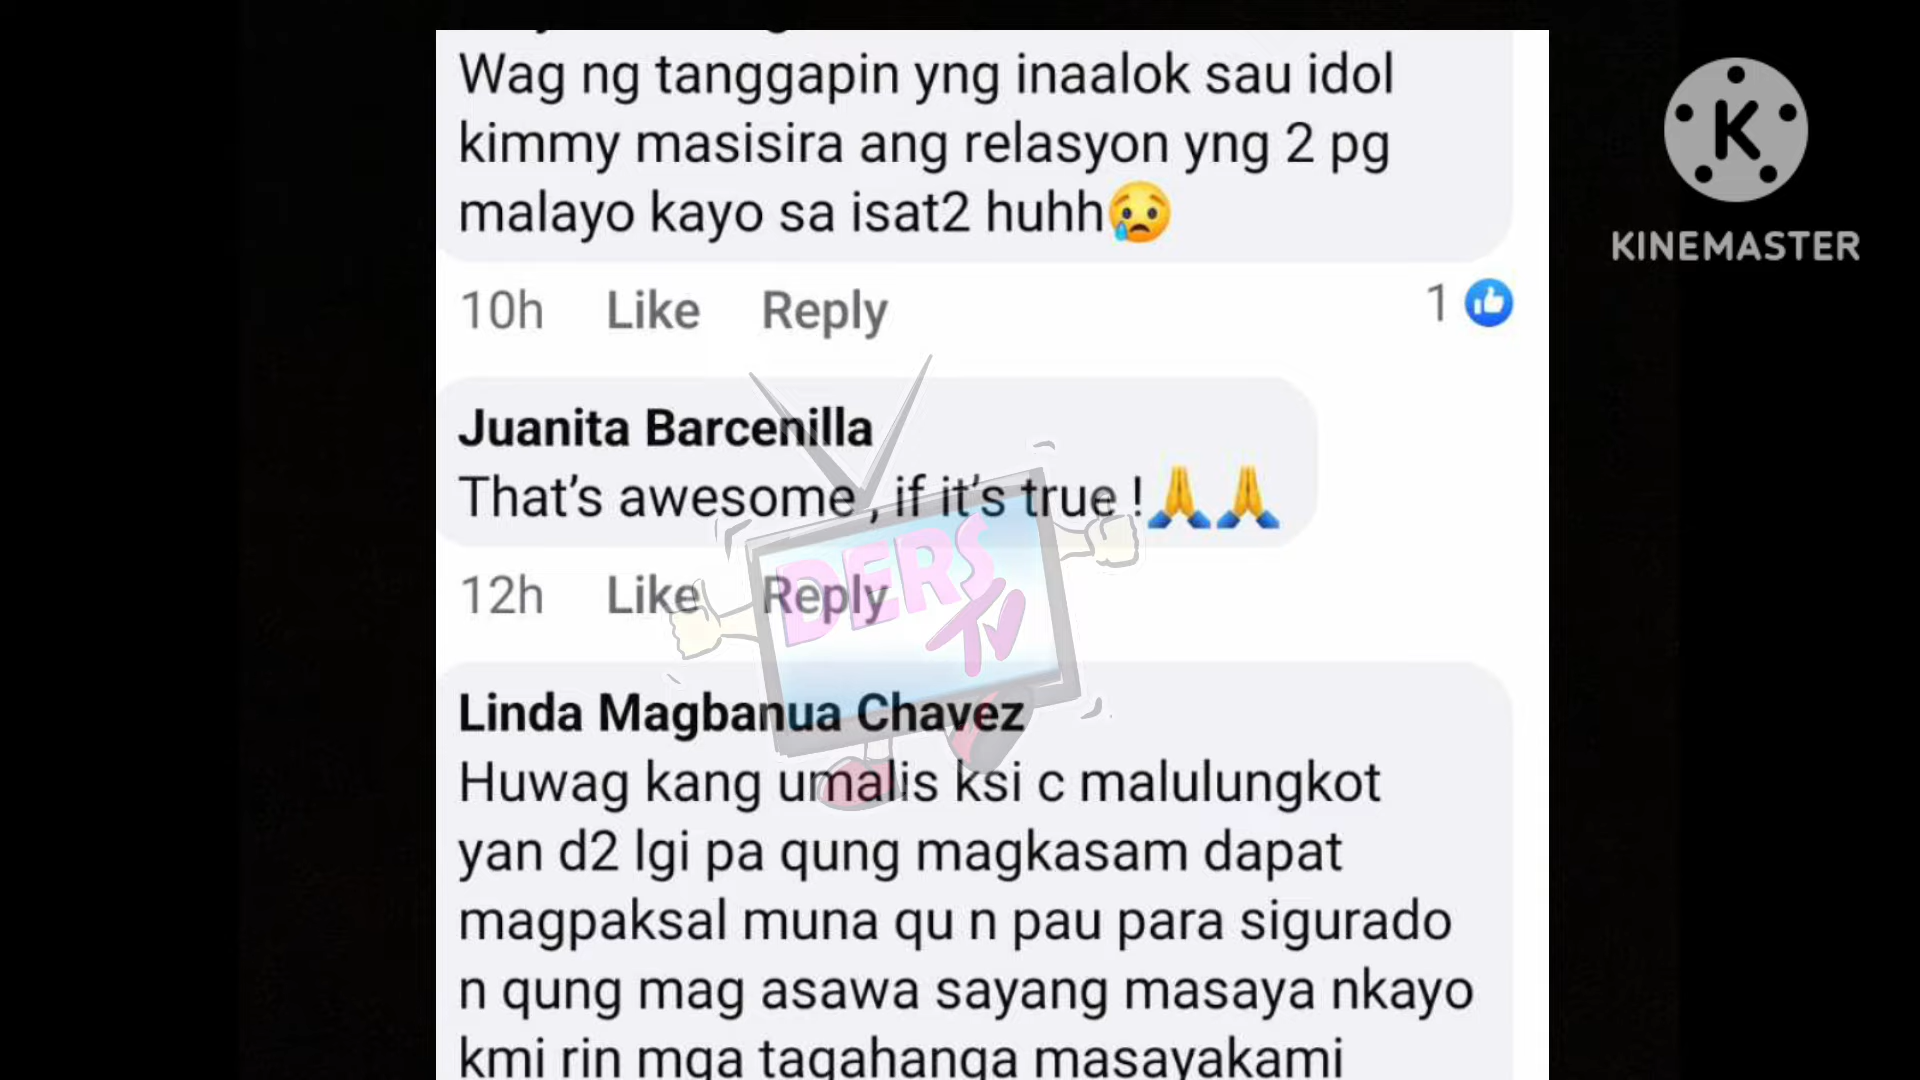 Wag ng tanggapin yng inaalok sau idol
kimmy masisira ang relasyon yng 2 pg
malayo kayo sa isat2 huhh😢
10h Like Reply 1
Juanita Barcenilla
That's awesome , if it's true !🙏🙏
12h Like Reply
Linda Magbanua Chavez
Huwag kang umalis ksi c malulungkot
yan d2 lgi pa qung magkasam dapat
magpaksal muna qu n pau para sigurado
n qung mag asawa sayang masaya nkayo
kmi rin mga tagahanga masayakami
DERS
TV
K
KINEMASTER